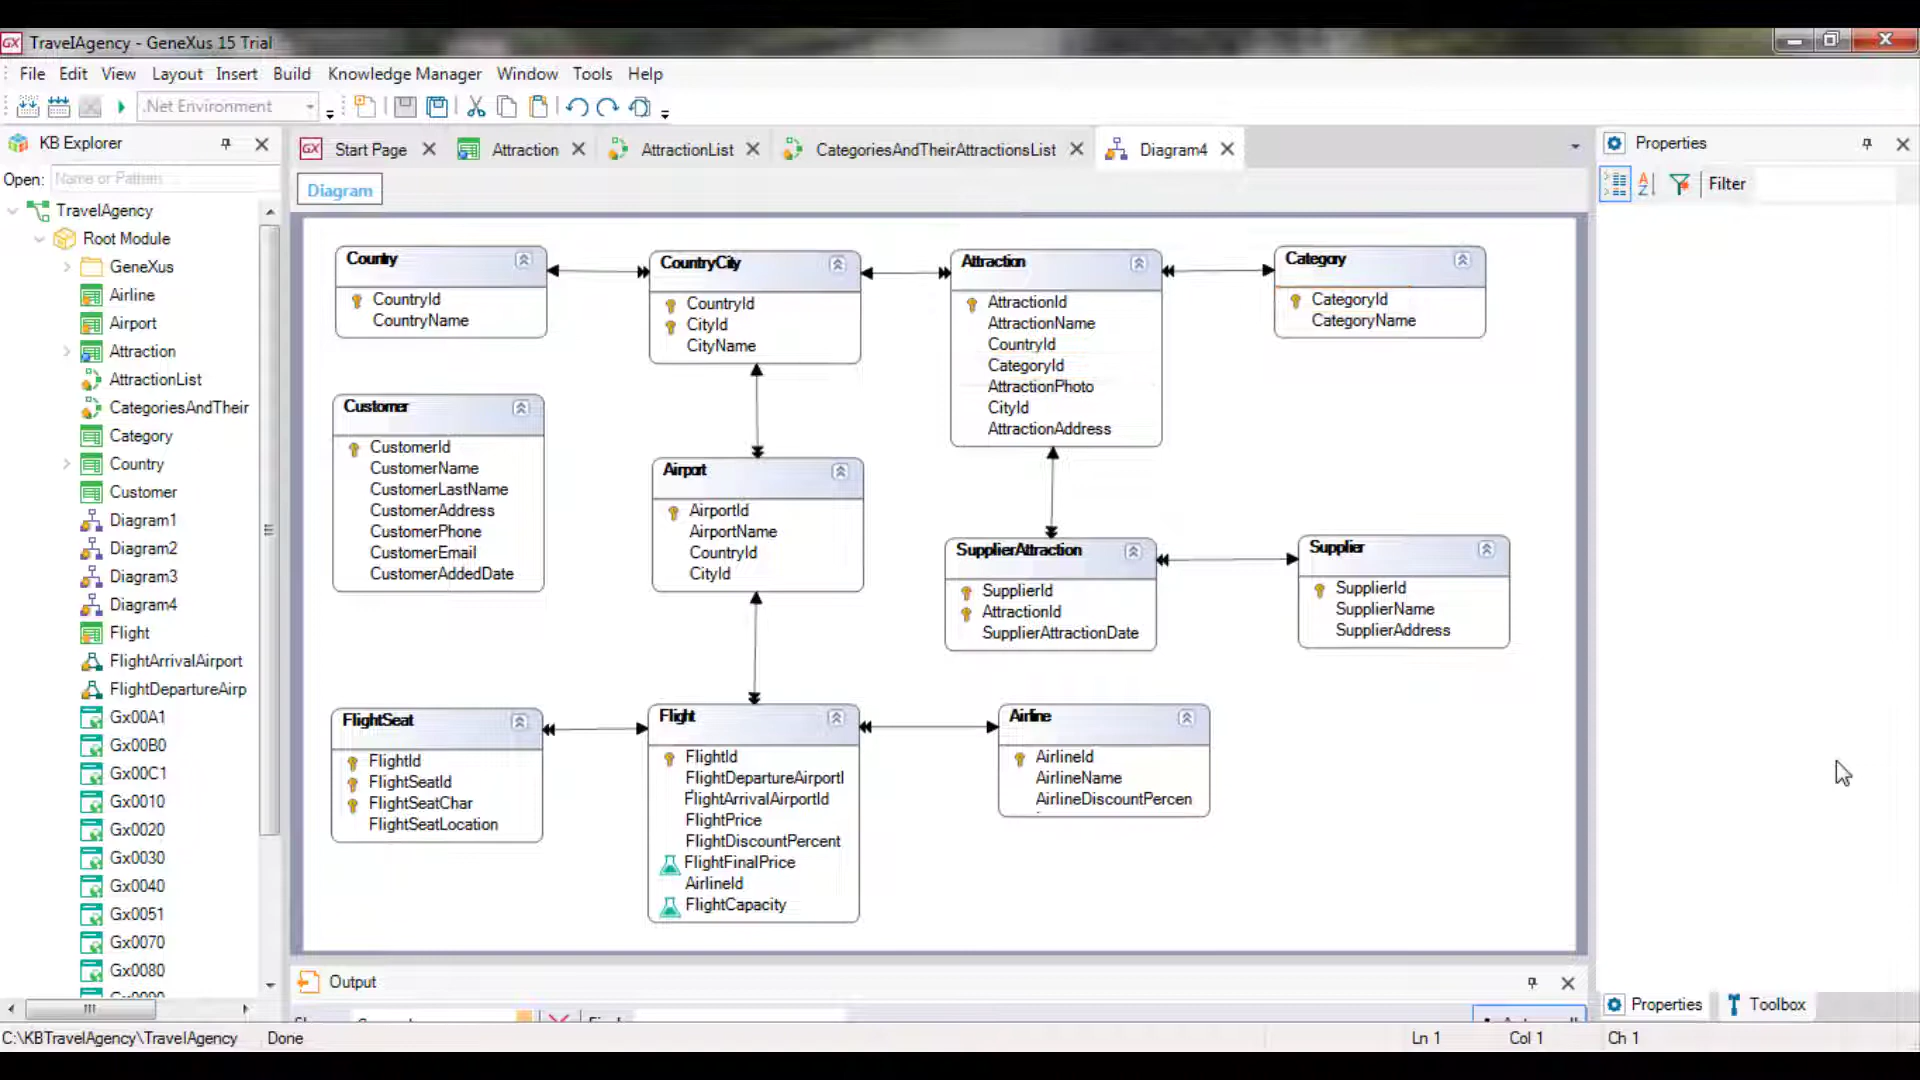 TravelAgency - GeneXus 15 Trial
File Edit View Layout Insert Build Knowledge Manager Window Tools Help
.Net Environment
KB Explorer
Open: Name or Pattern
TravelAgency
Root Module
GeneXus
Airline
Airport
Attraction
AttractionList
CategoriesAndTheir
Category
Country
Customer
Diagram1
Diagram2
Diagram3
Diagram4
Flight
FlightArrivalAirport
FlightDepartureAirp
Gx00A1
Gx00B0
Gx00C1
Gx0010
Gx0020
Gx0030
Gx0040
Gx0051
Gx0070
Gx0080
Gx0090
Start Page Attraction AttractionList CategoriesAndTheirAttractionsList Diagram4
Diagram
Country
CountryId
CountryName
CountryCity
CountryId
CityId
CityName
Attraction
AttractionId
AttractionName
CountryId
CategoryId
AttractionPhoto
CityId
AttractionAddress
Category
CategoryId
CategoryName
Customer
CustomerId
CustomerName
CustomerLastName
CustomerAddress
CustomerPhone
CustomerEmail
CustomerAddedDate
Airport
AirportId
AirportName
CountryId
CityId
SupplierAttraction
SupplierId
AttractionId
SupplierAttractionDate
Supplier
SupplierId
SupplierName
SupplierAddress
FlightSeat
FlightId
FlightSeatId
FlightSeatChar
FlightSeatLocation
Flight
FlightId
FlightDepartureAirportI
FlightArrivalAirportId
FlightPrice
FlightDiscountPercent
FlightFinalPrice
AirlineId
FlightCapacity
Airline
AirlineId
AirlineName
AirlineDiscountPercen
Output
Properties
Filter
Properties Toolbox
C:\KBTravelAgency\TravelAgency Done Ln 1 Col 1 Ch 1